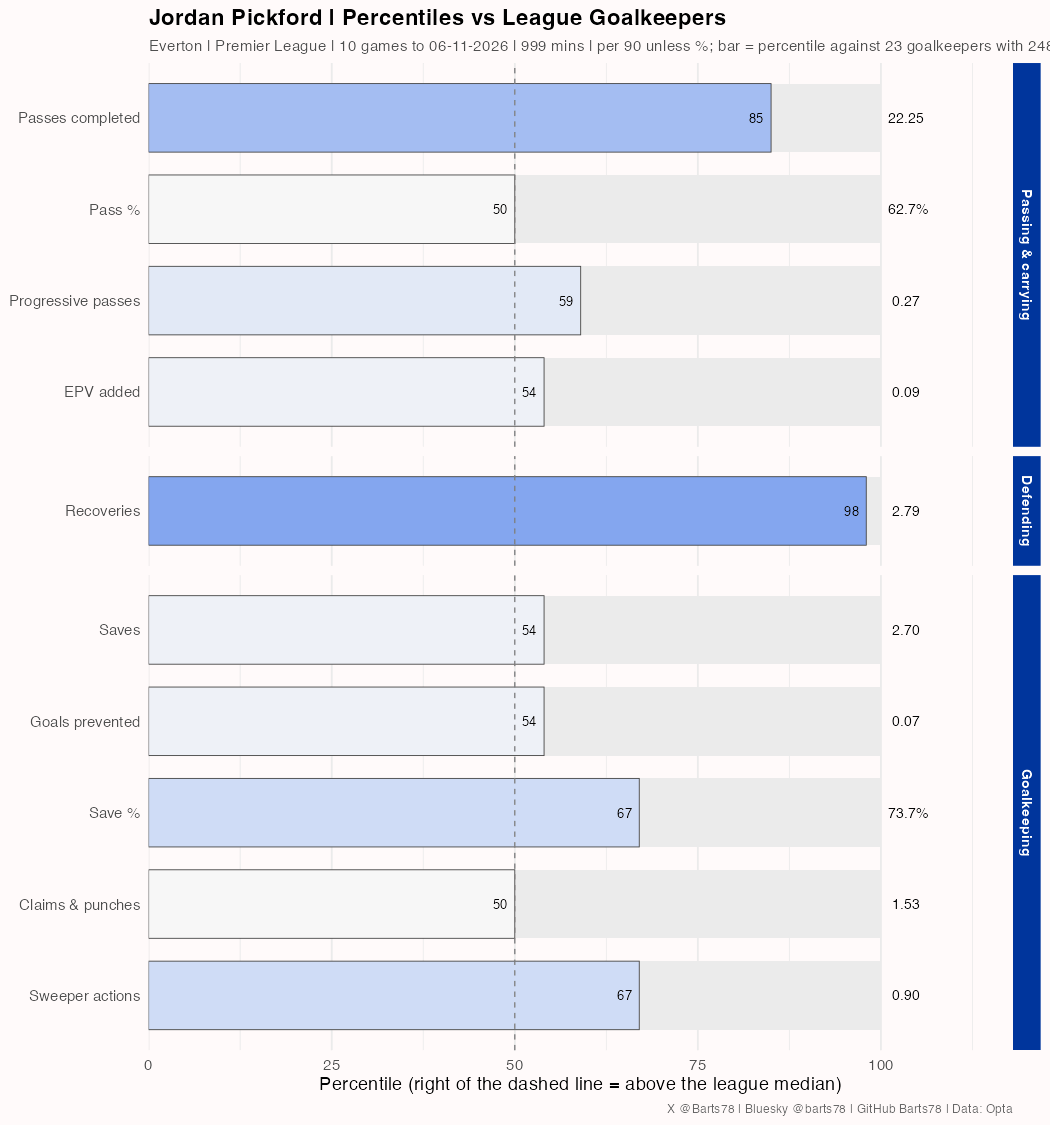 Jordan Pickford | Percentiles vs League Goalkeepers
Everton | Premier League | 10 games to 06-11-2026 | 999 mins | per 90 unless %; bar = percentile against 23 goalkeepers with 248
Passes completed 85 22.25
Pass % 50 62.7%
Progressive passes 59 0.27
EPV added 54 0.09
Passing & carrying
Recoveries 98 2.79
Defending
Saves 54 2.70
Goals prevented 54 0.07
Save % 67 73.7%
Claims & punches 50 1.53
Sweeper actions 67 0.90
Goalkeeping
0 25 50 75 100
Percentile (right of the dashed line = above the league median)
X @Barts78 | Bluesky @barts78 | GitHub Barts78 | Data: Opta